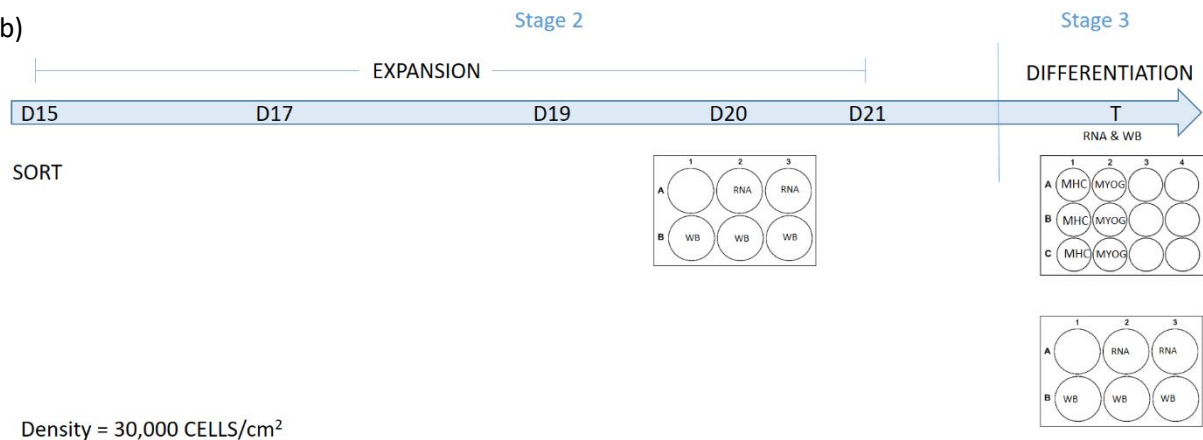 b)
Stage 2
Stage 3
EXPANSION
DIFFERENTIATION
D15 D17 D19 D20 D21 T
RNA & WB
SORT
1 2 3
A RNA RNA
B WB WB WB
1 2 3 4
A MHC MYOG
B MHC MYOG
C MHC MYOG
1 2 3
A RNA RNA
B WB WB WB
Density = 30,000 CELLS/cm²